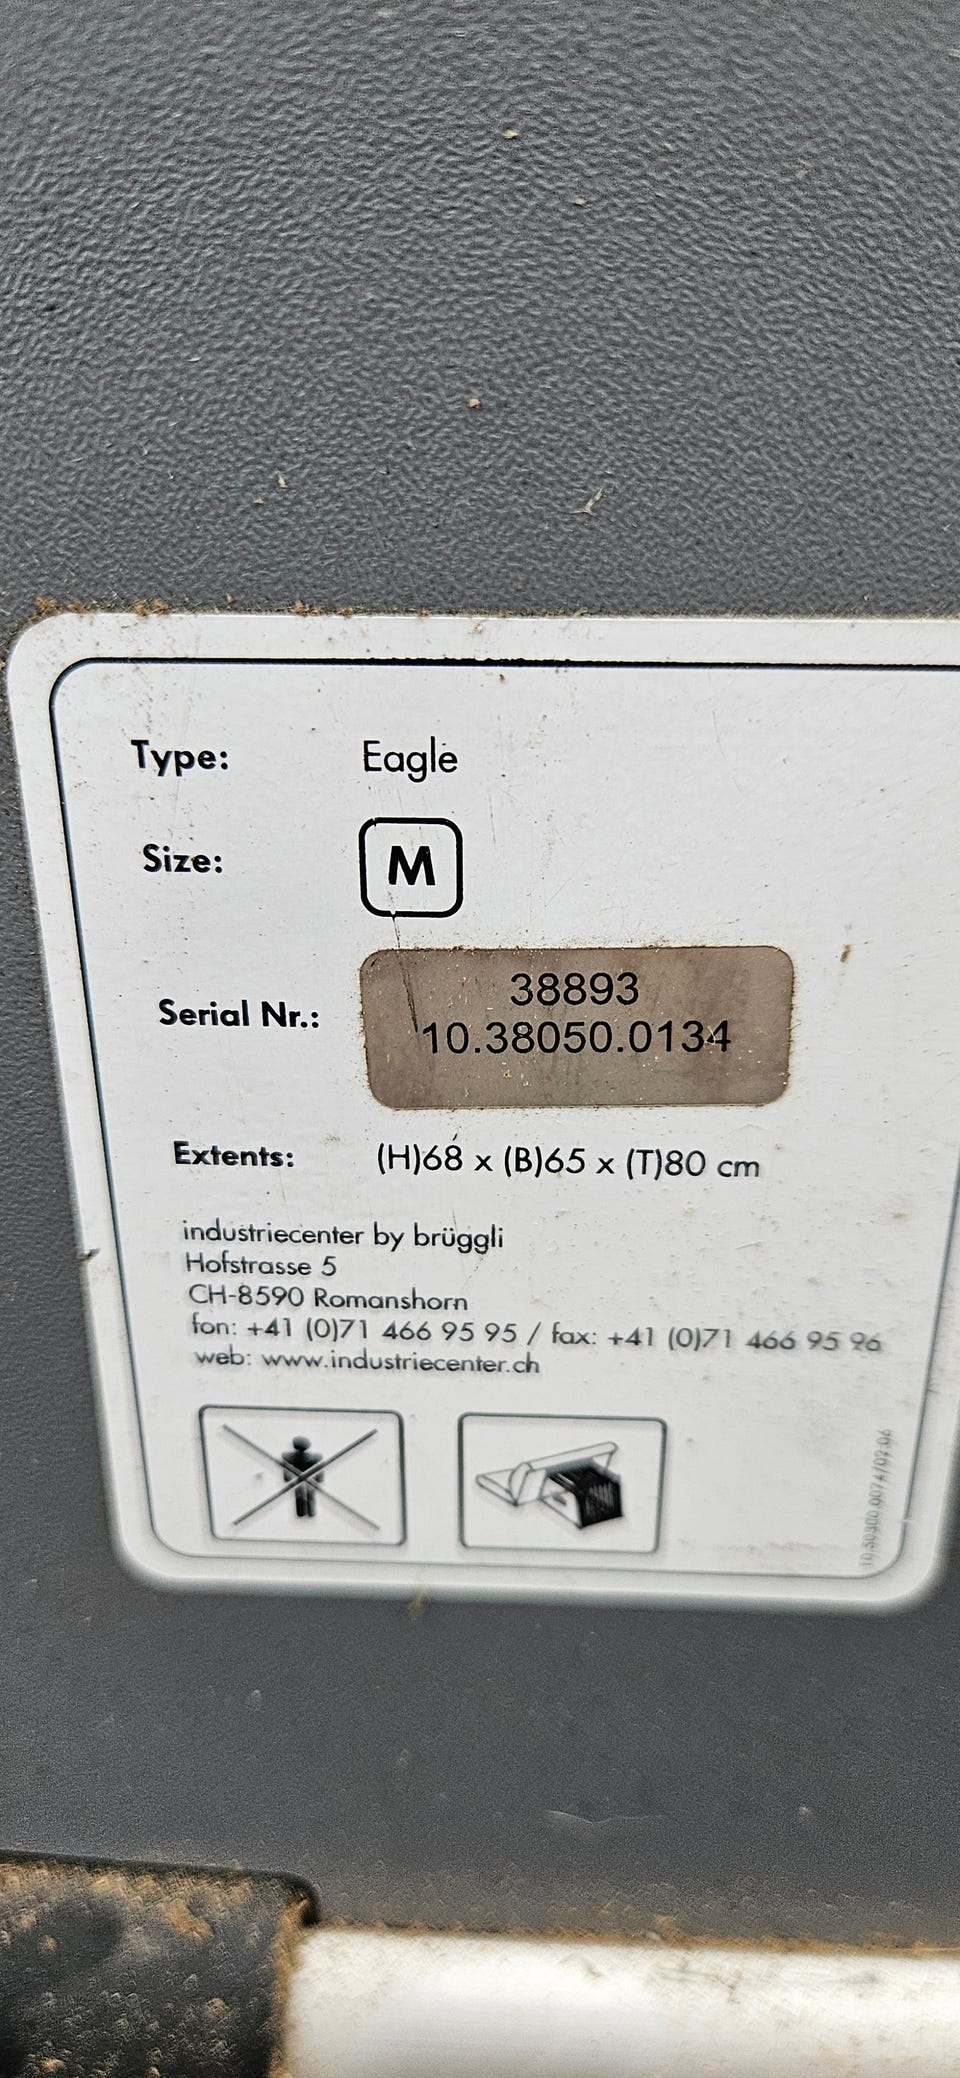 Type: Eagle
Size: M
Serial Nr.: 38893
10.38050.0134
Extents: (H)68 x (B)65 x (T)80 cm
industriecenter by brüggli
Hofstrasse 5
CH-8590 Romanshorn
fon: +41 (0)71 466 95 95 / fax: +41 (0)71 466 95 96
web: www.industriecenter.ch